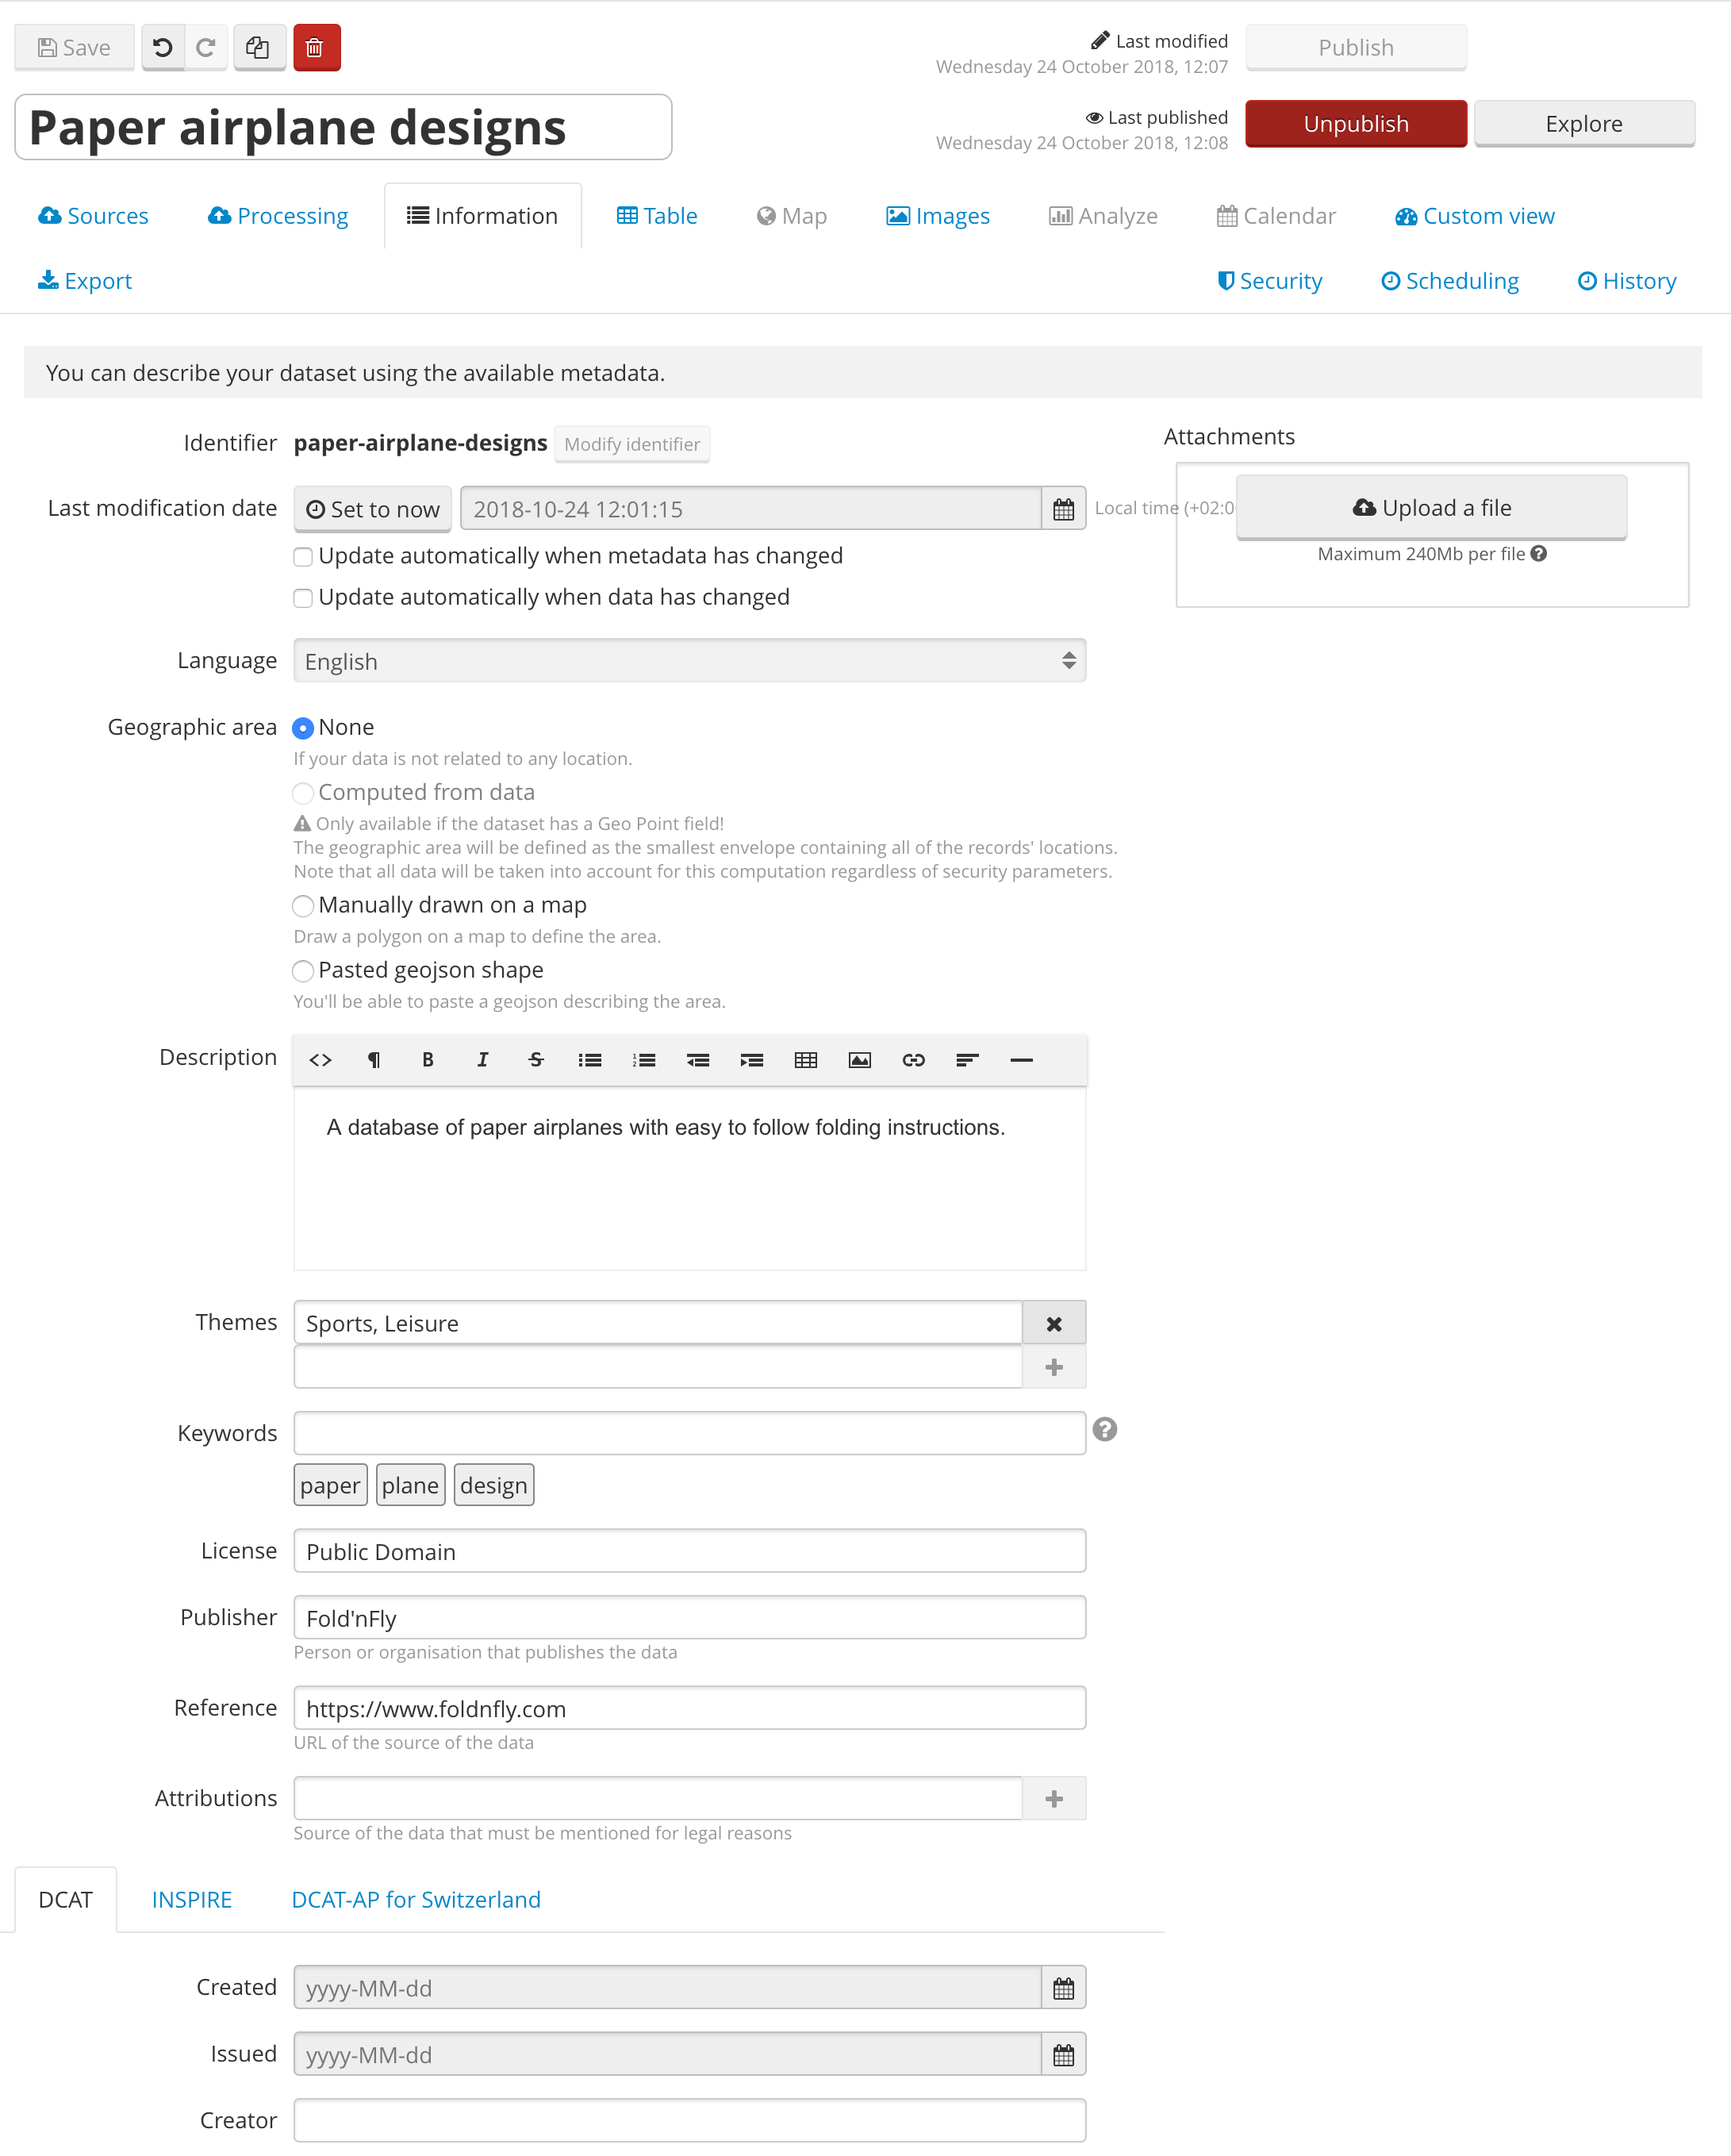 Save
Last modified
Wednesday 24 October 2018, 12:07
Publish
Paper airplane designs
Last published
Wednesday 24 October 2018, 12:08
Unpublish
Explore
Sources
Processing
Information
Table
Map
Images
Analyze
Calendar
Custom view
Export
Security
Scheduling
History
You can describe your dataset using the available metadata.
Identifier paper-airplane-designs Modify identifier
Attachments
Last modification date Set to now 2018-10-24 12:01:15 Local time (+02:0
Upload a file
Maximum 240Mb per file
Update automatically when metadata has changed
Update automatically when data has changed
Language English
Geographic area None
If your data is not related to any location.
Computed from data
Only available if the dataset has a Geo Point field!
The geographic area will be defined as the smallest envelope containing all of the records' locations.
Note that all data will be taken into account for this computation regardless of security parameters.
Manually drawn on a map
Draw a polygon on a map to define the area.
Pasted geojson shape
You'll be able to paste a geojson describing the area.
Description
A database of paper airplanes with easy to follow folding instructions.
Themes Sports, Leisure
Keywords
paper plane design
License Public Domain
Publisher Fold'nFly
Person or organisation that publishes the data
Reference https://www.foldnfly.com
URL of the source of the data
Attributions
Source of the data that must be mentioned for legal reasons
DCAT
INSPIRE
DCAT-AP for Switzerland
Created yyyy-MM-dd
Issued yyyy-MM-dd
Creator